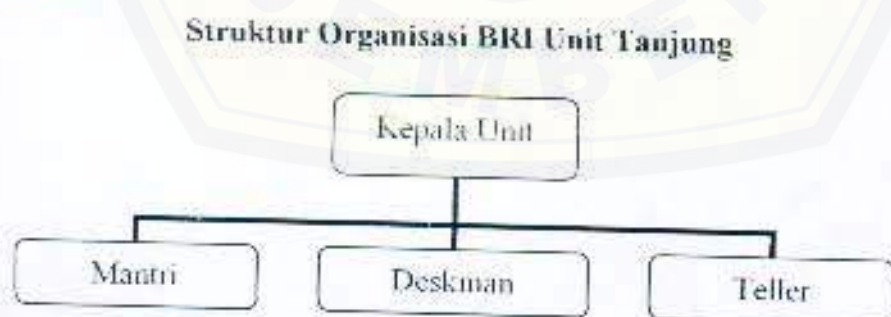 Struktur Organisasi BRI Unit Tanjung
Kepala Unit
Mantri
Deskman
Teller